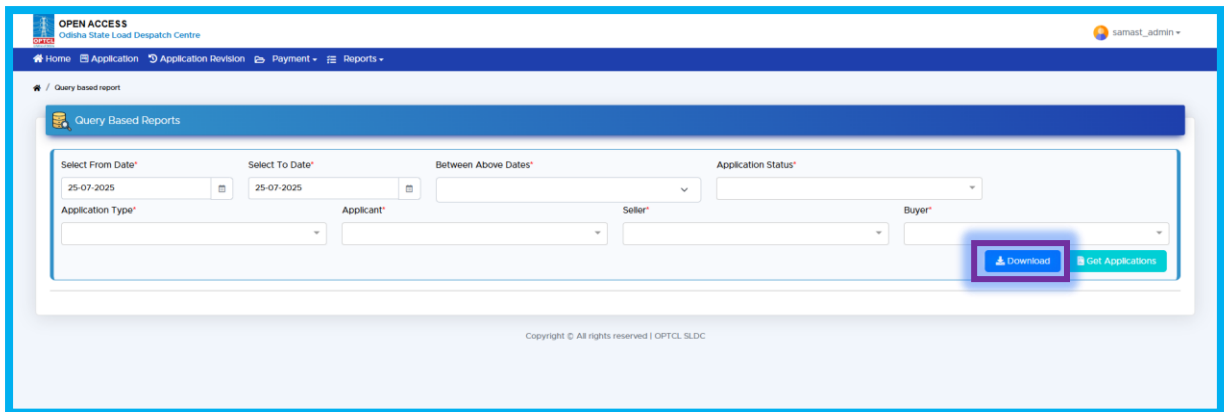 OPEN ACCESS
Odisha State Load Despatch Centre
OPTCL
samast_admin
Home Application Application Revision Payment Reports
/ Query based report
Query Based Reports
Select From Date* Select To Date* Between Above Dates* Application Status*
25-07-2025 25-07-2025
Application Type* Applicant* Seller* Buyer*
Download Get Applications
Copyright © All rights reserved | OPTCL SLDC